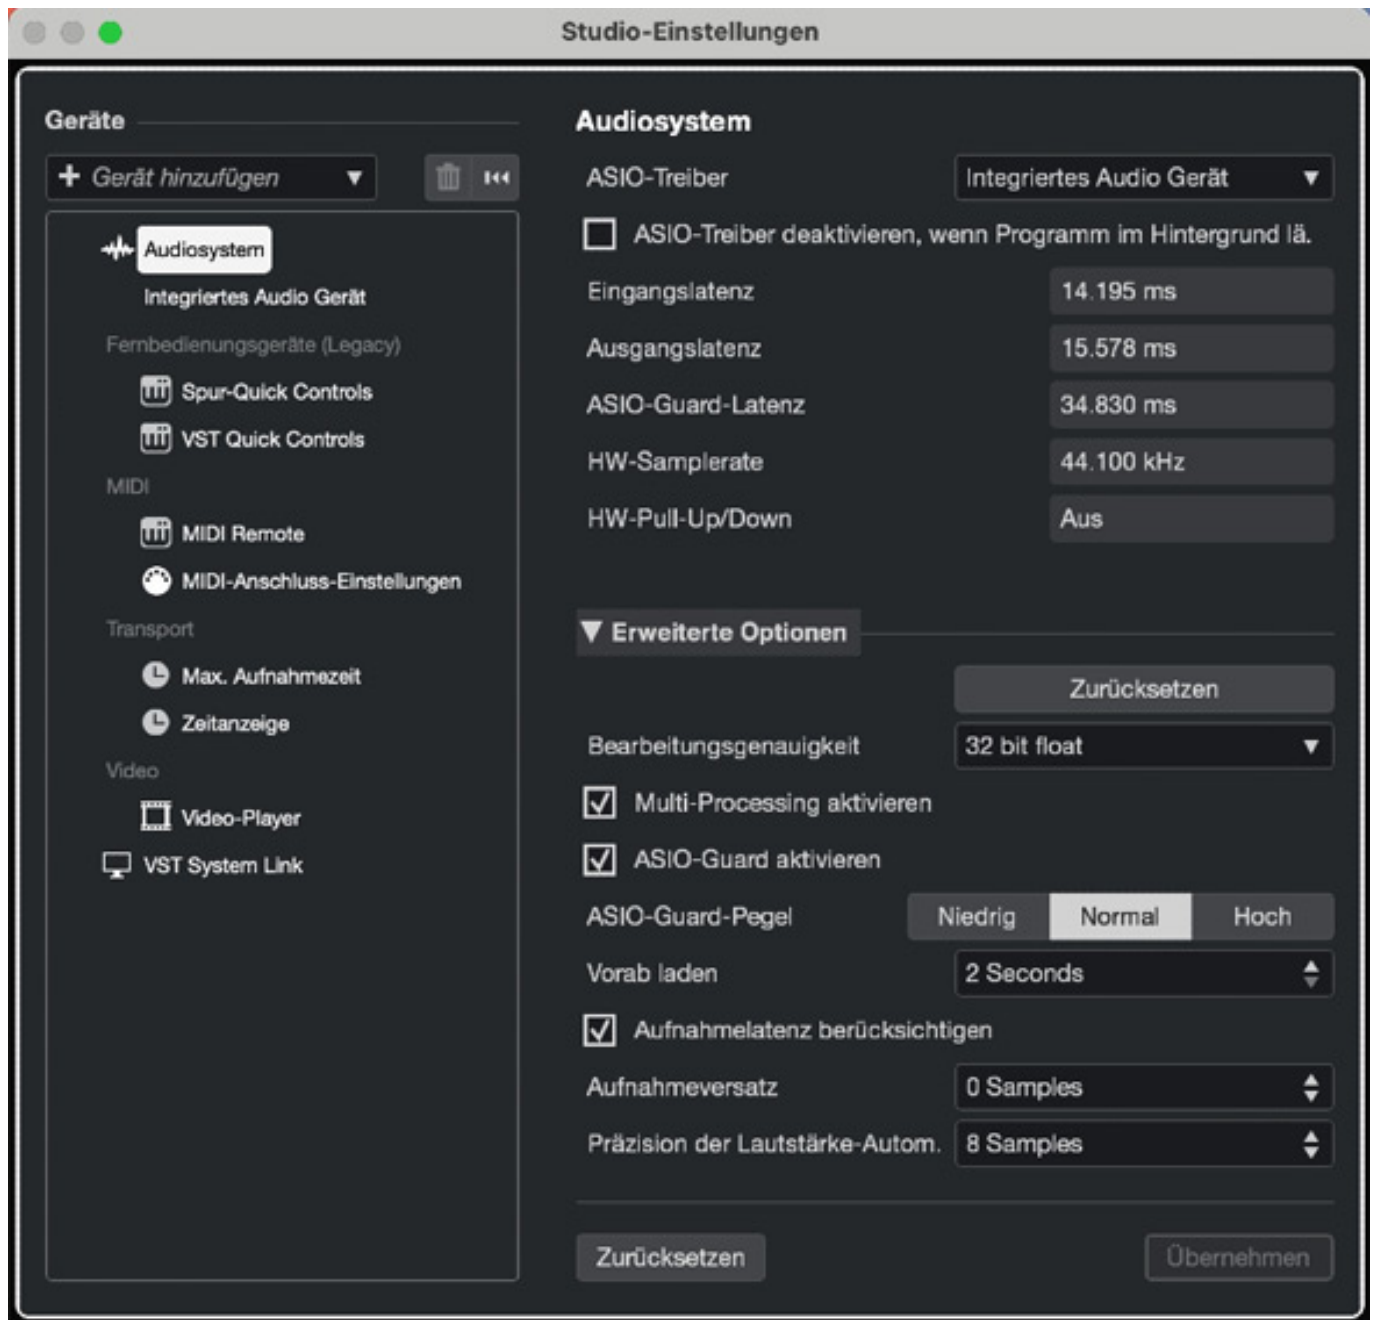 Studio-Einstellungen
Geräte
Gerät hinzufügen
Audiosystem
Integriertes Audio Gerät
Fernbedienungsgeräte (Legacy)
Spur-Quick Controls
VST Quick Controls
MIDI
MIDI Remote
MIDI-Anschluss-Einstellungen
Transport
Max. Aufnahmezeit
Zeitanzeige
Video
Video-Player
VST System Link
Audiosystem
ASIO-Treiber Integriertes Audio Gerät
ASIO-Treiber deaktivieren, wenn Programm im Hintergrund lä.
Eingangslatenz 14.195 ms
Ausgangslatenz 15.578 ms
ASIO-Guard-Latenz 34.830 ms
HW-Samplerate 44.100 kHz
HW-Pull-Up/Down Aus
Erweiterte Optionen
Zurücksetzen
Bearbeitungsgenauigkeit 32 bit float
Multi-Processing aktivieren
ASIO-Guard aktivieren
ASIO-Guard-Pegel Niedrig Normal Hoch
Vorab laden 2 Seconds
Aufnahmelatenz berücksichtigen
Aufnahmeversatz 0 Samples
Präzision der Lautstärke-Autom. 8 Samples
Zurücksetzen Übernehmen